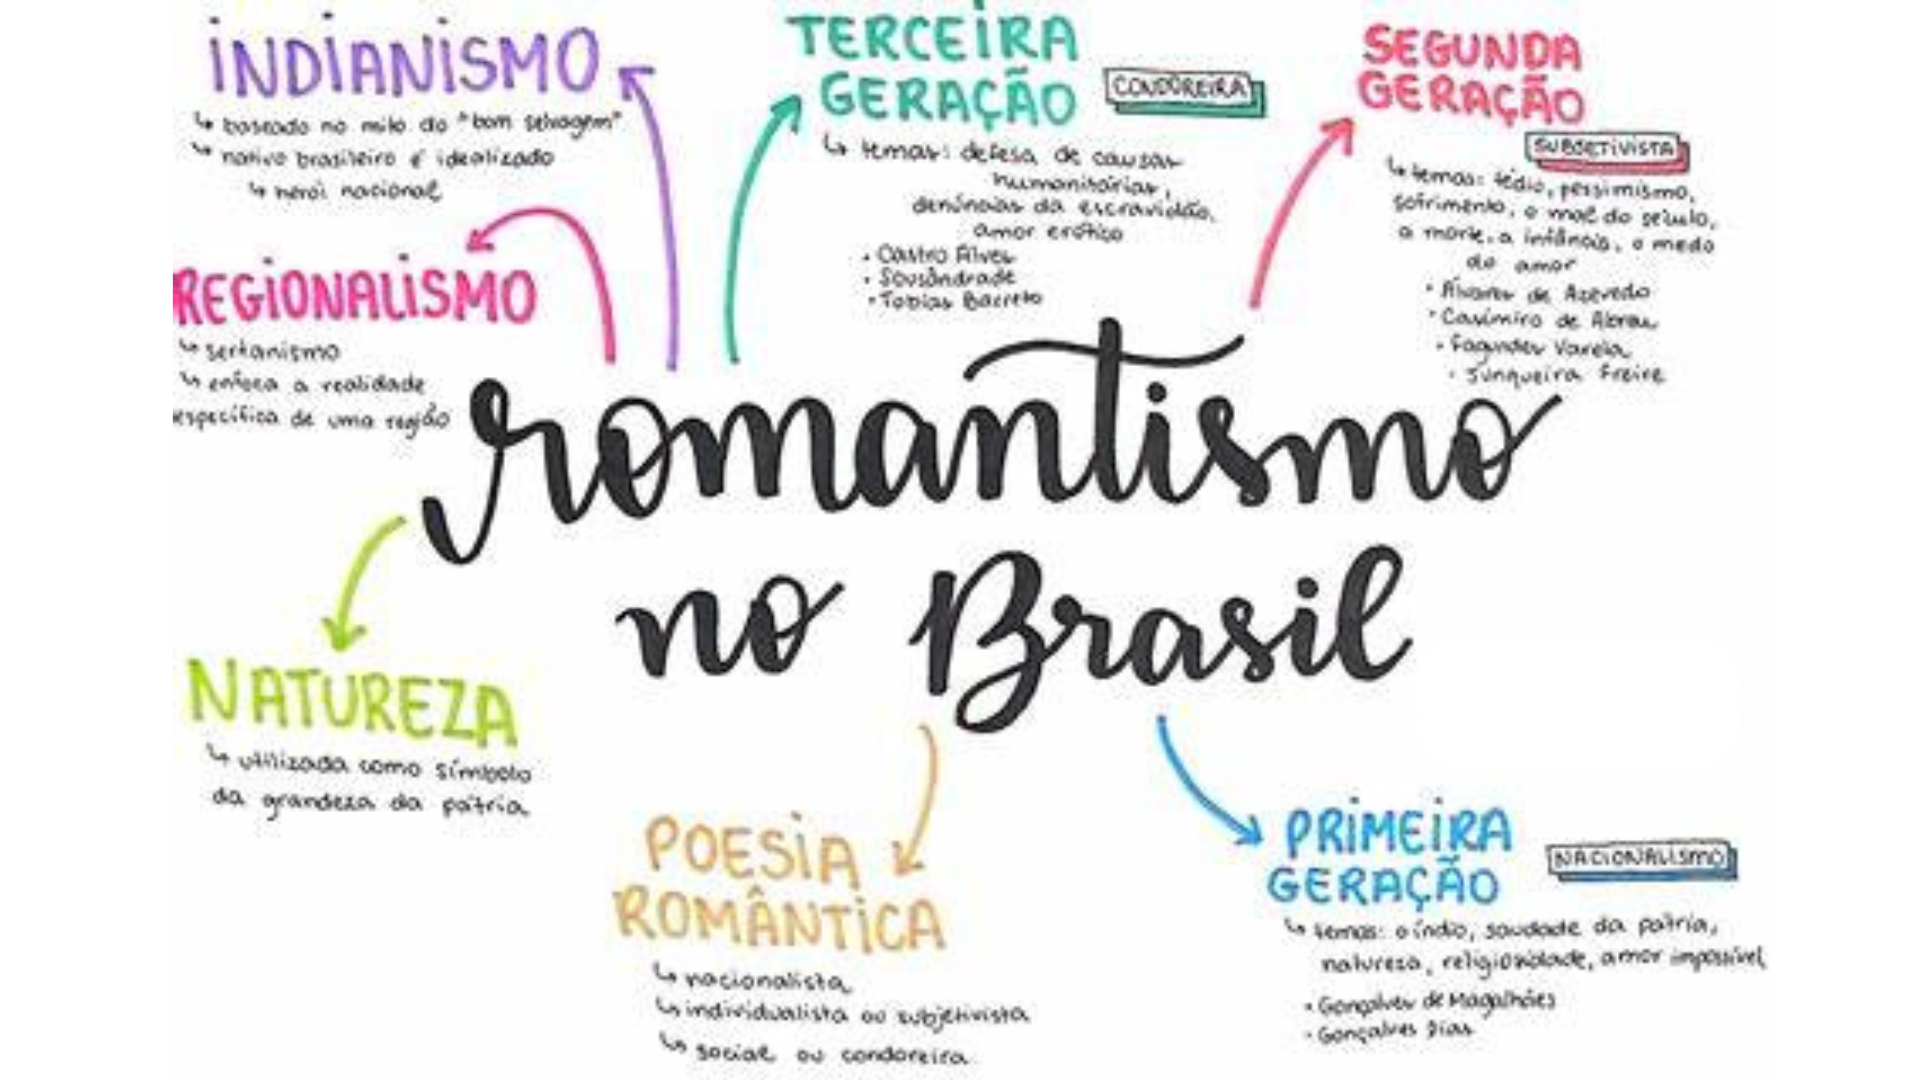 INDIANISMO
↳ baseado no mito do "bom selvagem"
↳ nativo brasileiro é idealizado
↳ herói nacional
REGIONALISMO
↳ sertanismo
↳ enfoca a realidade
específica de uma região
NATUREZA
↳ utilizada como símbolo
da grandeza da pátria
TERCEIRA
GERAÇÃO
CONDOREIRA
↳ temas: defesa de causas
humanitárias,
denúncias da escravidão,
amor erótico
• Castro Alves
• Sousândrade
• Tobias Barreto
SEGUNDA
GERAÇÃO
SUBJETIVISTA
↳ temas: tédio, pessimismo,
sofrimento, o mal do século,
a morte, a infância, o medo
do amor
• Álvares de Azevedo
• Casimiro de Abreu
• Fagundes Varela
• Junqueira Freire
romantismo
no Brasil
POESIA
ROMÂNTICA
↳ nacionalista
↳ individualista ou subjetivista
↳ social ou condoreira
PRIMEIRA
GERAÇÃO
NACIONALISMO
↳ temas: o índio, saudade da pátria,
natureza, religiosidade, amor impossível
• Gonçalves de Magalhães
• Gonçalves Dias